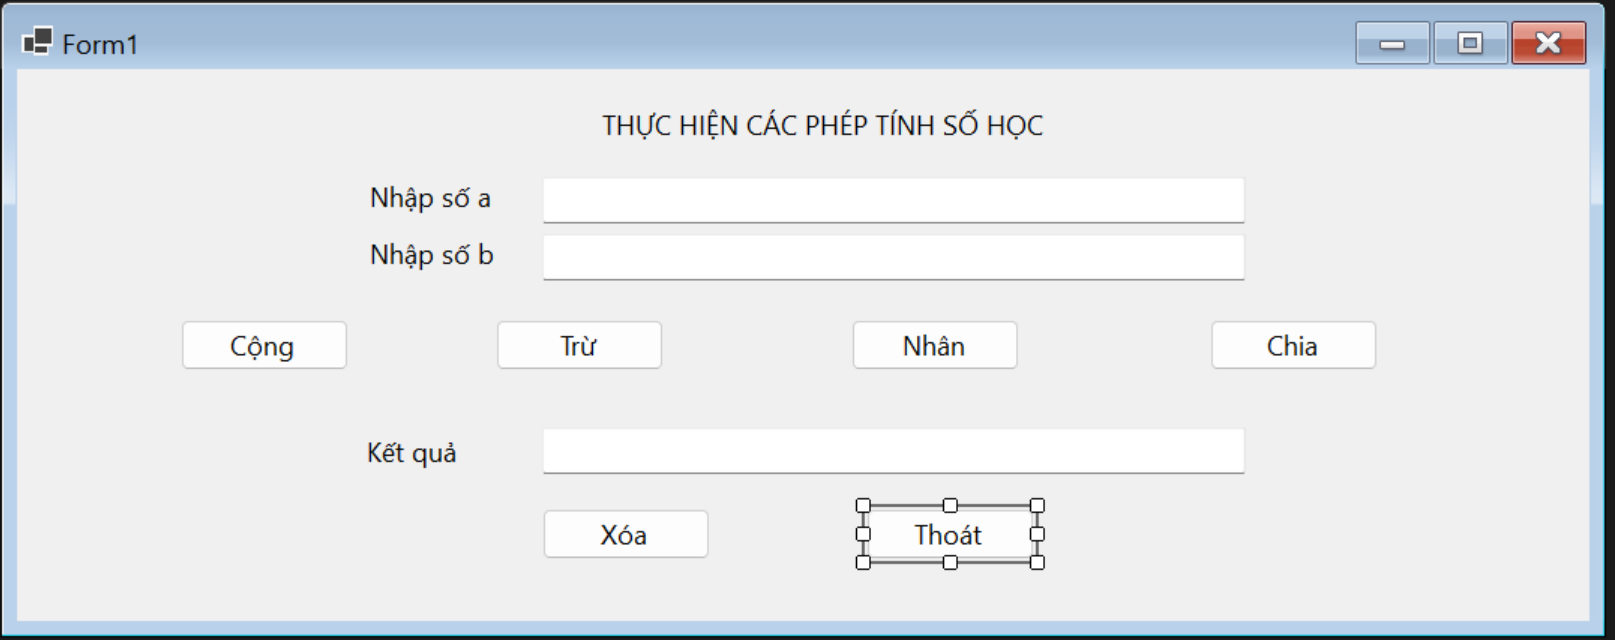 Form1
THỰC HIỆN CÁC PHÉP TÍNH SỐ HỌC
Nhập số a
Nhập số b
Cộng Trừ Nhân Chia
Kết quả
Xóa Thoát